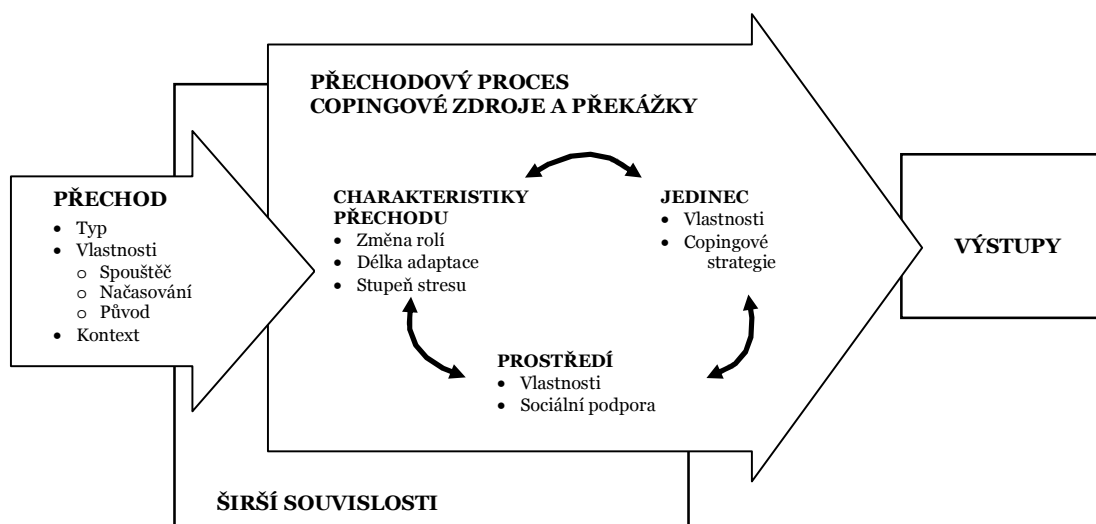 PŘECHODOVÝ PROCES
COPINGOVÉ ZDROJE A PŘEKÁŽKY
PŘECHOD
• Typ
• Vlastnosti
o Spouštěč
o Načasování
o Původ
• Kontext
CHARAKTERISTIKY
PŘECHODU
• Změna rolí
• Délka adaptace
• Stupeň stresu
JEDINEC
• Vlastnosti
• Copingové
strategie
PROSTŘEDÍ
• Vlastnosti
• Sociální podpora
VÝSTUPY
ŠIRŠÍ SOUVISLOSTI